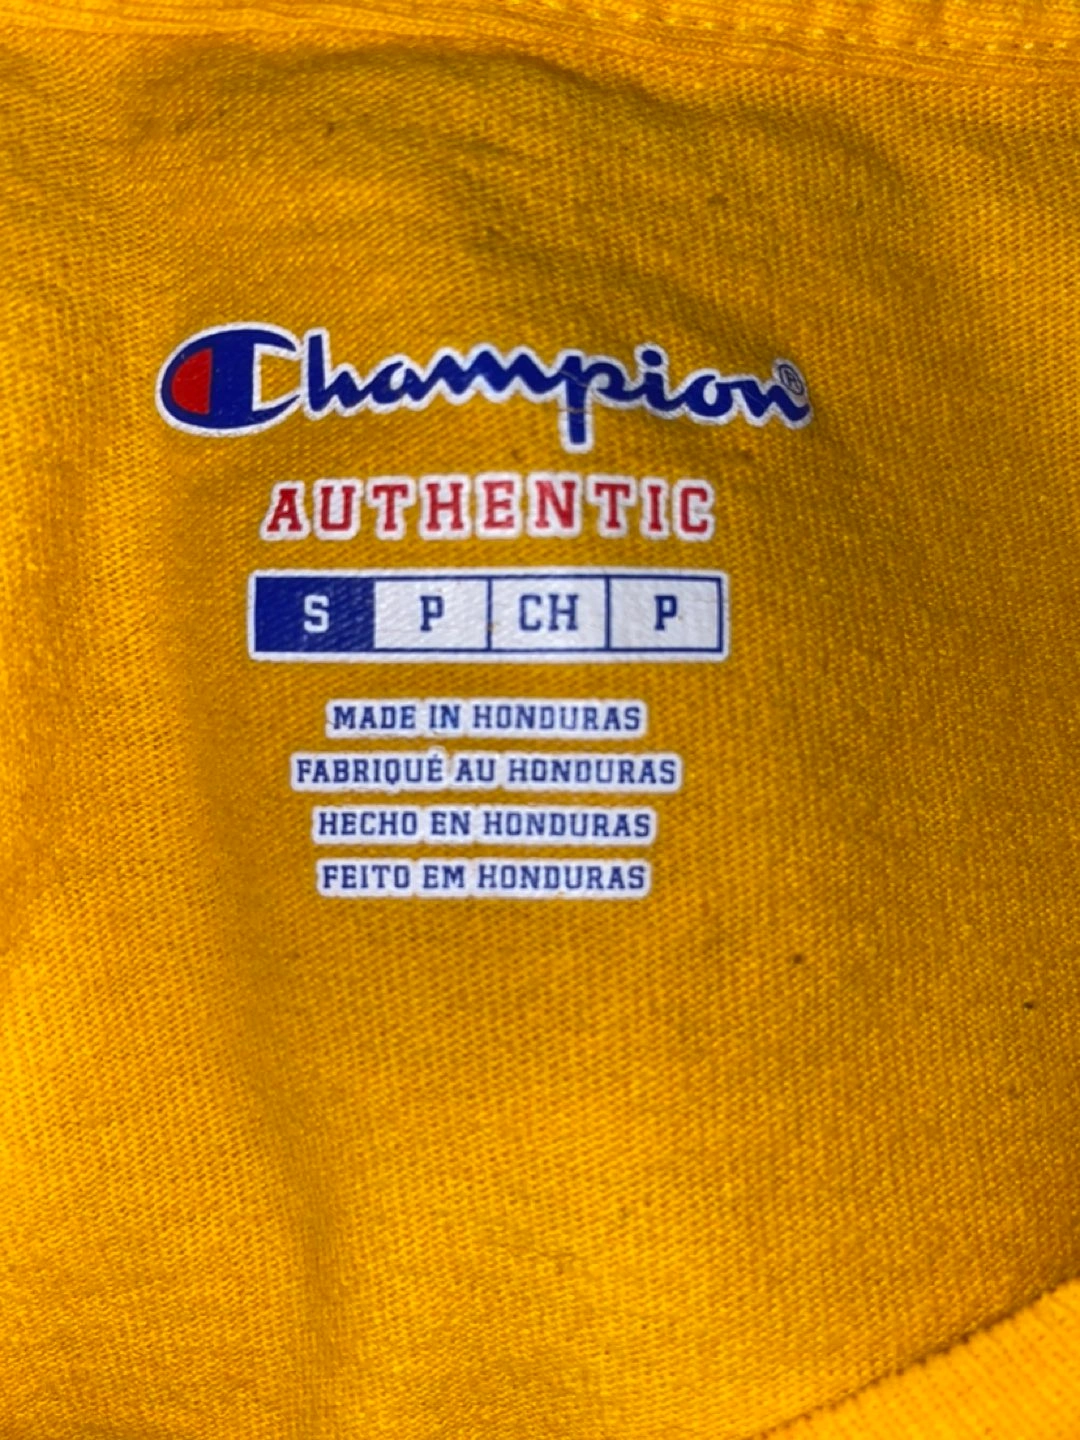 Champion®
AUTHENTIC
S P CH P
MADE IN HONDURAS
FABRIQUÉ AU HONDURAS
HECHO EN HONDURAS
FEITO EM HONDURAS